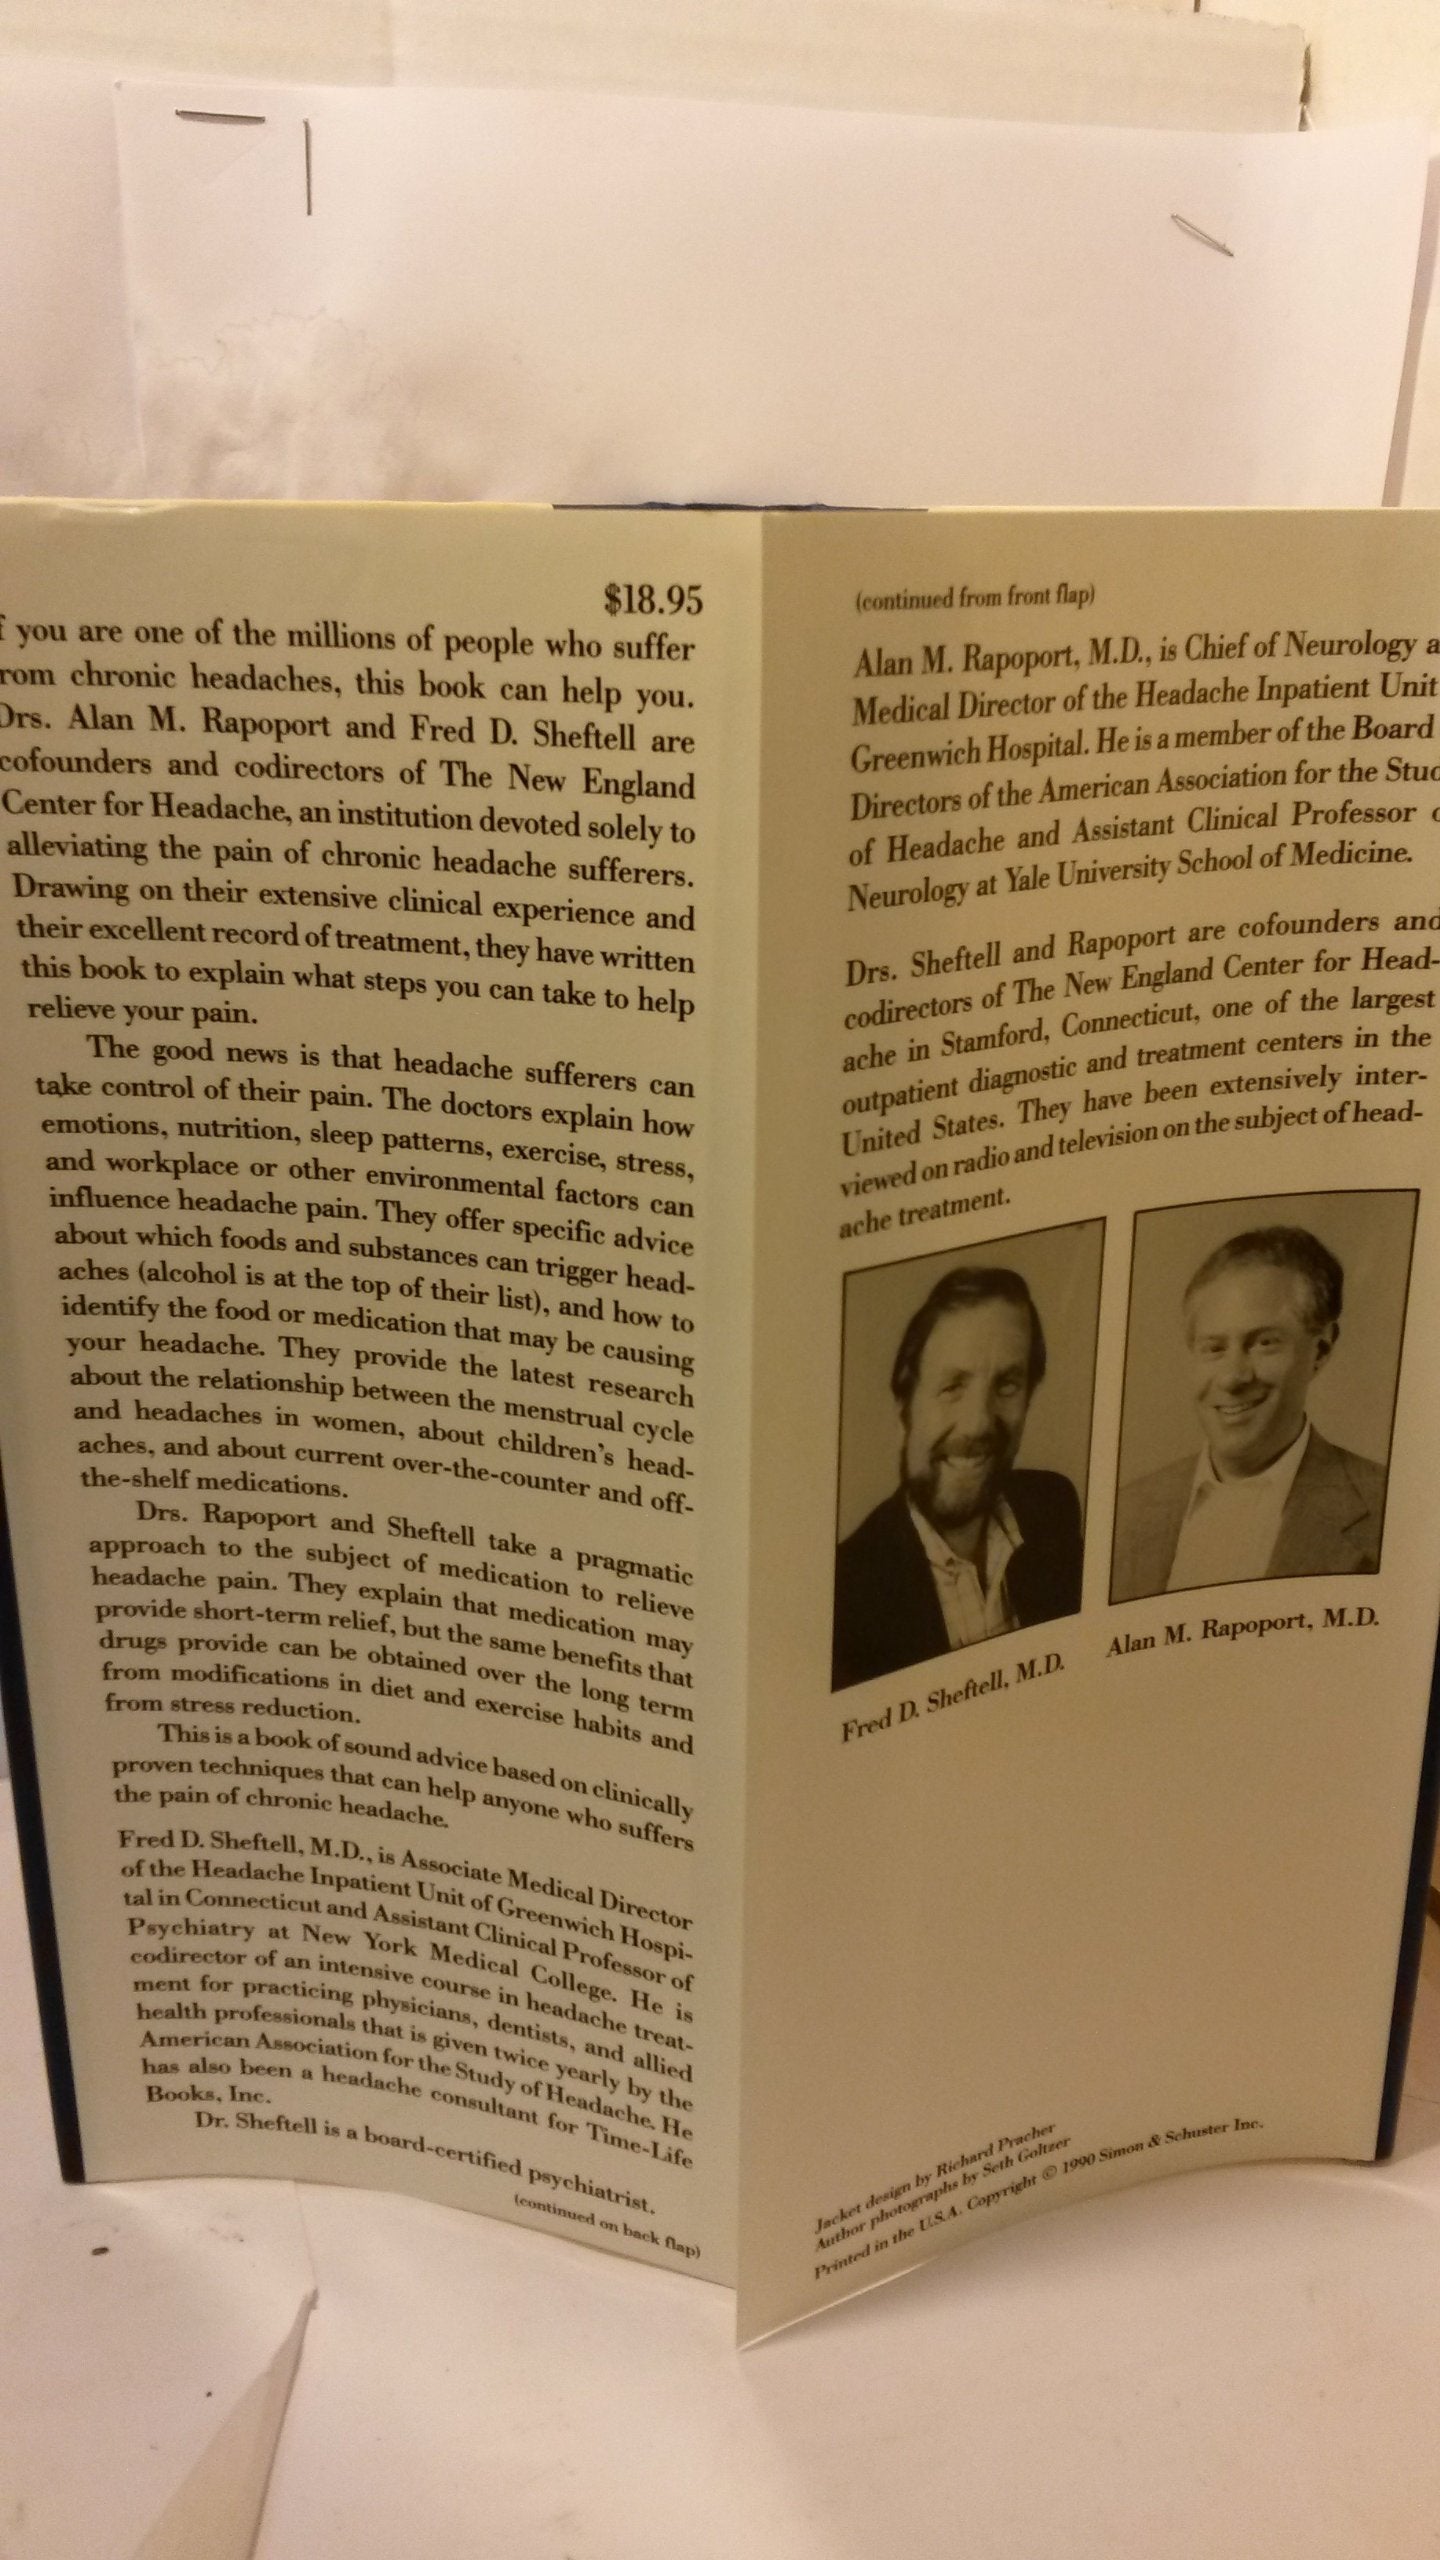 $18.95
f you are one of the millions of people who suffer
rom chronic headaches, this book can help you.
Drs. Alan M. Rapoport and Fred D. Sheftell are
cofounders and codirectors of The New England
Center for Headache, an institution devoted solely to
alleviating the pain of chronic headache sufferers.
Drawing on their extensive clinical experience and
their excellent record of treatment, they have written
this book to explain what steps you can take to help
relieve your pain.
The good news is that headache sufferers can
take control of their pain. The doctors explain how
emotions, nutrition, sleep patterns, exercise, stress,
and workplace or other environmental factors can
influence headache pain. They offer specific advice
about which foods and substances can trigger head-
aches (alcohol is at the top of their list), and how to
identify the food or medication that may be causing
your headache. They provide the latest research
about the relationship between the menstrual cycle
and headaches in women, about children's head-
aches, and about current over-the-counter and off-
the-shelf medications.
Drs. Rapoport and Sheftell take a pragmatic
approach to the subject of medication to relieve
headache pain. They explain that medication may
provide short-term relief, but the same benefits that
drugs provide can be obtained over the long term
from modifications in diet and exercise habits and
from stress reduction.
This is a book of sound advice based on clinically
proven techniques that can help anyone who suffers
the pain of chronic headache.
Fred D. Sheftell, M.D., is Associate Medical Director
of the Headache Inpatient Unit of Greenwich Hospi-
tal in Connecticut and Assistant Clinical Professor of
Psychiatry at New York Medical College. He is
codirector of an intensive course in headache treat-
ment for practicing physicians, dentists, and allied
health professionals that is given twice yearly by the
American Association for the Study of Headache. He
has also been a headache consultant for Time-Life
Books, Inc.
Dr. Sheftell is a board-certified psychiatrist.
(continued on back flap)
(continued from front flap)
Alan M. Rapoport, M.D., is Chief of Neurology a
Medical Director of the Headache Inpatient Unit
Greenwich Hospital. He is a member of the Board
Directors of the American Association for the Stud
of Headache and Assistant Clinical Professor o
Neurology at Yale University School of Medicine.
Drs. Sheftell and Rapoport are cofounders and
codirectors of The New England Center for Head-
ache in Stamford, Connecticut, one of the largest
outpatient diagnostic and treatment centers in the
United States. They have been extensively inter-
viewed on radio and television on the subject of head-
ache treatment.
Fred D. Sheftell, M.D.
Alan M. Rapoport, M.D.
Jacket design by Richard Pracher
Author photographs by Seth Goltzer
Printed in the U.S.A. Copyright © 1990 Simon & Schuster Inc.